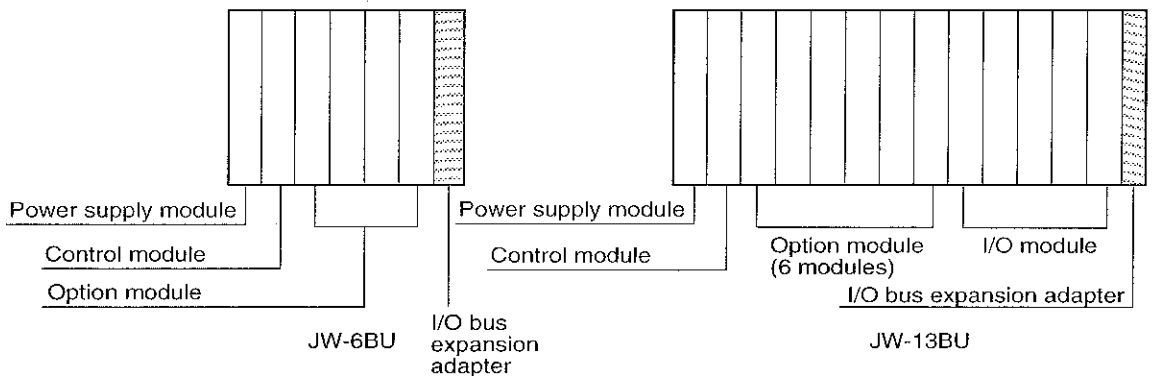 Power supply module
Control module
Option module
JW-6BU
I/O bus
expansion
adapter
Power supply module
Control module
Option module
(6 modules)
I/O module
I/O bus expansion adapter
JW-13BU